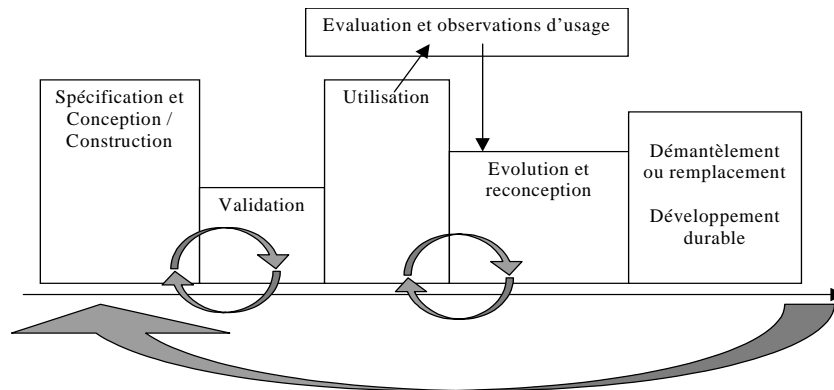 Evaluation et observations d'usage
Spécification et
Conception /
Construction
Validation
Utilisation
Evolution et
reconception
Démantèlement
ou remplacement
Développement
durable